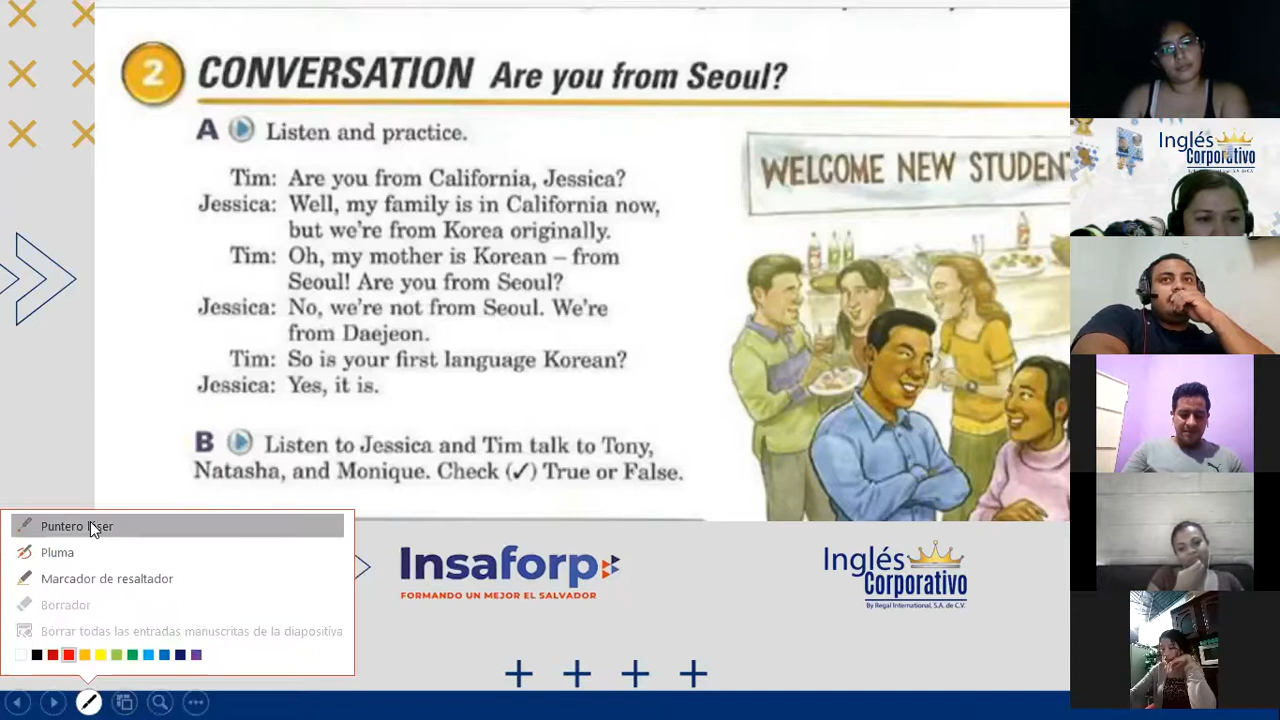 2 CONVERSATION Are you from Seoul?
A Listen and practice.
Tim: Are you from California, Jessica?
Jessica: Well, my family is in California now,
but we're from Korea originally.
Tim: Oh, my mother is Korean – from
Seoul! Are you from Seoul?
Jessica: No, we're not from Seoul. We're
from Daejeon.
Tim: So is your first language Korean?
Jessica: Yes, it is.
B Listen to Jessica and Tim talk to Tony,
Natasha, and Monique. Check (✓) True or False.
WELCOME NEW STUDENT
Puntero láser
Pluma
Marcador de resaltador
Borrador
Borrar todas las entradas manuscritas de la diapositiva
Insaforp
FORMANDO UN MEJOR EL SALVADOR
Inglés
Corporativo
By Regal International, S.A. de C.V.
Inglés
Corporativo